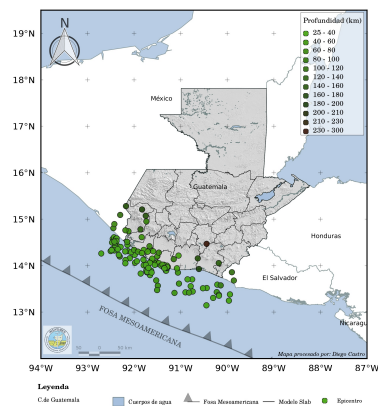 Profundidad (km)
25 - 40
40 - 60
60 - 80
80 - 100
100 - 120
120 - 140
140 - 160
160 - 180
180 - 200
200 - 210
210 - 230
230 - 300
N
19°N
18°N
17°N
16°N
15°N
14°N
13°N
México
Guatemala
Honduras
El Salvador
Nicaragu
FOSA MESOAMERICANA
Mapa procesado por: Diego Castro
94°W 93°W 92°W 91°W 90°W 89°W 88°W 87°W
Leyenda
C.de Guatemala Cuerpos de agua Fosa Mesoamericana Modelo Slab Epicentro